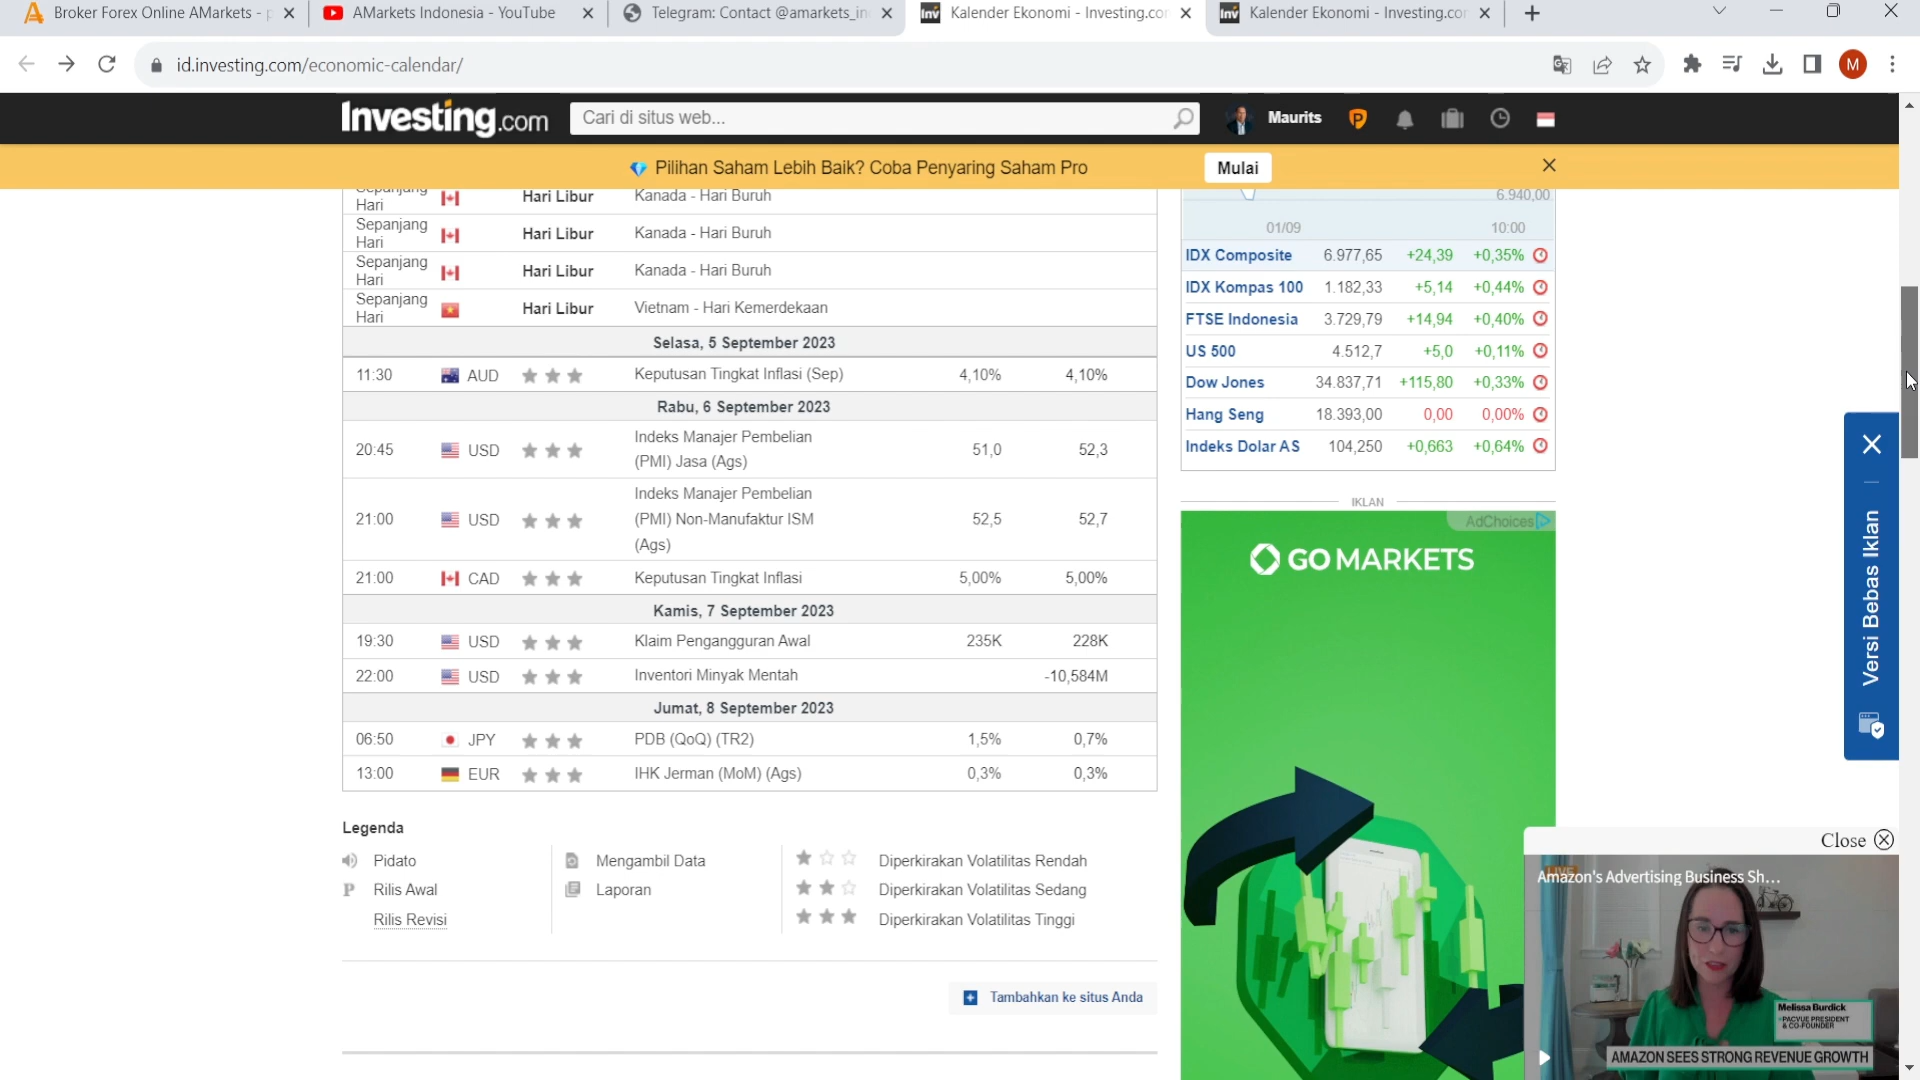 Broker Forex Online AMarkets - p
AMarkets Indonesia - YouTube
Telegram: Contact @amarkets_in
Kalender Ekonomi - Investing.co
Kalender Ekonomi - Investing.co
id.investing.com/economic-calendar/
M
Investing.com
Cari di situs web...
Maurits
Pilihan Saham Lebih Baik? Coba Penyaring Saham Pro
Mulai
Sepanjang Hari Hari Libur Kanada - Hari Buruh
Sepanjang Hari Hari Libur Kanada - Hari Buruh
Sepanjang Hari Hari Libur Kanada - Hari Buruh
Sepanjang Hari Hari Libur Vietnam - Hari Kemerdekaan
Selasa, 5 September 2023
11:30 AUD Keputusan Tingkat Inflasi (Sep) 4,10% 4,10%
Rabu, 6 September 2023
20:45 USD Indeks Manajer Pembelian (PMI) Jasa (Ags) 51,0 52,3
21:00 USD Indeks Manajer Pembelian (PMI) Non-Manufaktur ISM (Ags) 52,5 52,7
21:00 CAD Keputusan Tingkat Inflasi 5,00% 5,00%
Kamis, 7 September 2023
19:30 USD Klaim Pengangguran Awal 235K 228K
22:00 USD Inventori Minyak Mentah -10,584M
Jumat, 8 September 2023
06:50 JPY PDB (QoQ) (TR2) 1,5% 0,7%
13:00 EUR IHK Jerman (MoM) (Ags) 0,3% 0,3%
Legenda
Pidato
P Rilis Awal
Rilis Revisi
Mengambil Data
Laporan
Diperkirakan Volatilitas Rendah
Diperkirakan Volatilitas Sedang
Diperkirakan Volatilitas Tinggi
Tambahkan ke situs Anda
6.940,00
01/09 10:00
IDX Composite 6.977,65 +24,39 +0,35%
IDX Kompas 100 1.182,33 +5,14 +0,44%
FTSE Indonesia 3.729,79 +14,94 +0,40%
US 500 4.512,7 +5,0 +0,11%
Dow Jones 34.837,71 +115,80 +0,33%
Hang Seng 18.393,00 0,00 0,00%
Indeks Dolar AS 104,250 +0,663 +0,64%
IKLAN
AdChoices
GO MARKETS
Versi Bebas Iklan
Close
LIVE
Amazon's Advertising Business Sh...
Melissa Burdick
PACVUE PRESIDENT
& CO-FOUNDER
AMAZON SEES STRONG REVENUE GROWTH